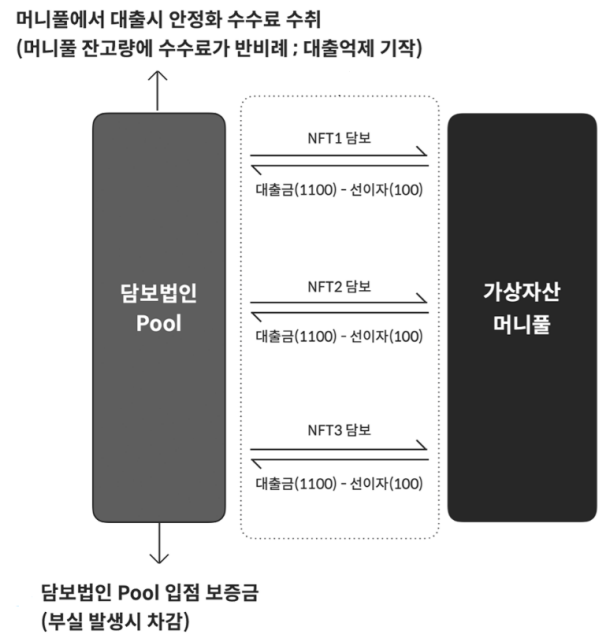 머니풀에서 대출시 안정화 수수료 수취
(머니풀 잔고량에 수수료가 반비례 ; 대출억제 기작)
NFT1 담보
대출금(1100) - 선이자(100)
담보법인
Pool
NFT2 담보
대출금(1100) - 선이자(100)
가상자산
머니풀
NFT3 담보
대출금(1100) - 선이자(100)
담보법인 Pool 입점 보증금
(부실 발생시 차감)